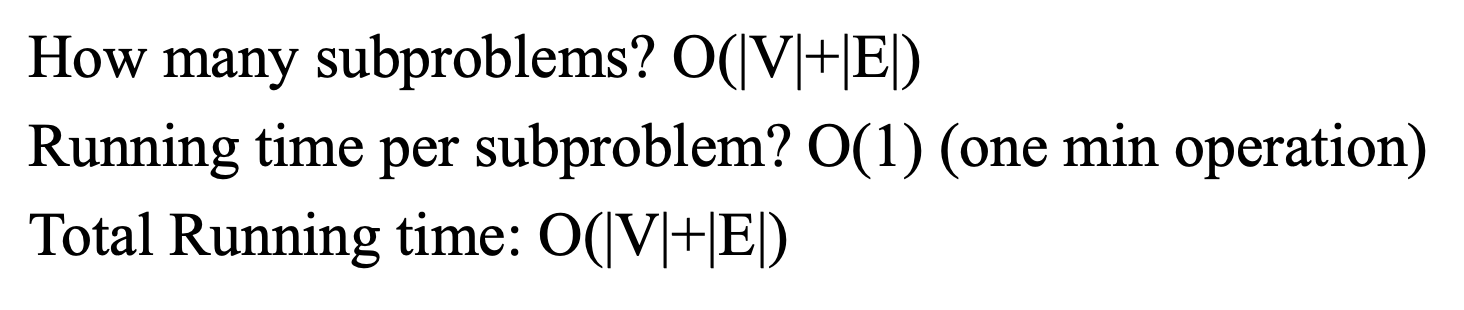 How many subproblems? O(|V|+|E|)
Running time per subproblem? O(1) (one min operation)
Total Running time: O(|V|+|E|)